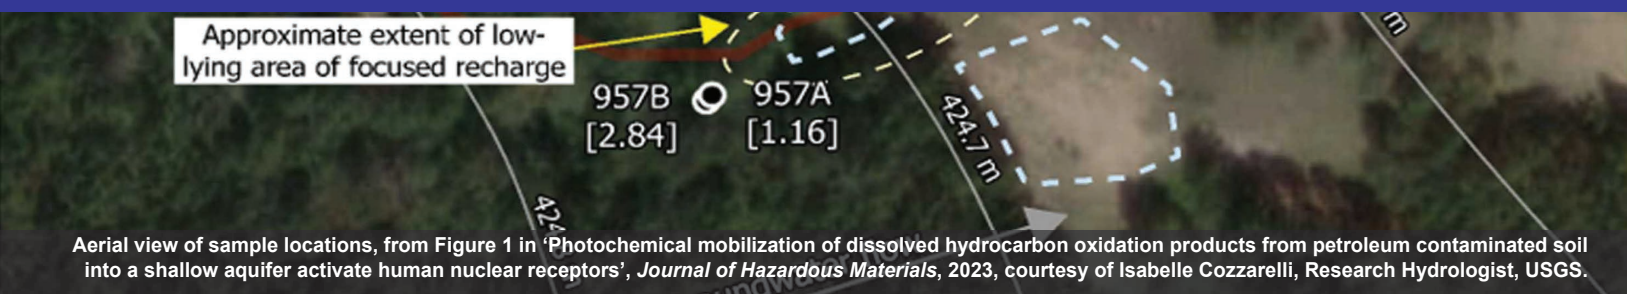 Approximate extent of low-
lying area of focused recharge
957B
[2.84]
957A
[1.16]
424.7 m
m
424
Aerial view of sample locations, from Figure 1 in ‘Photochemical mobilization of dissolved hydrocarbon oxidation products from petroleum contaminated soil
into a shallow aquifer activate human nuclear receptors’, Journal of Hazardous Materials, 2023, courtesy of Isabelle Cozzarelli, Research Hydrologist, USGS.